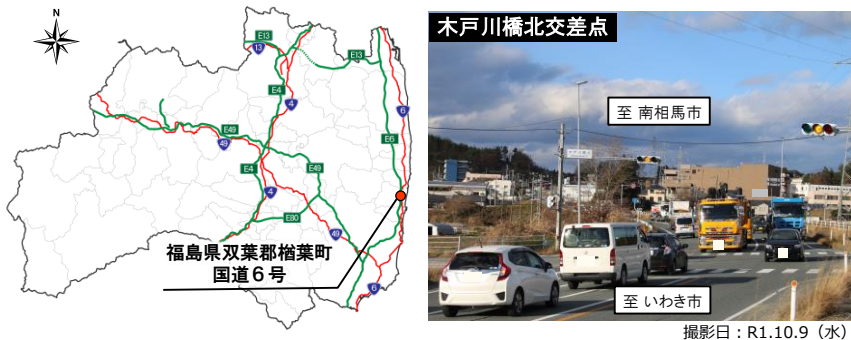 N
E13
13
E13
E4
4
6
E49
49
E6
E4
E49
4
E80
49
6
福島県双葉郡楢葉町
国道６号
木戸川橋北交差点
至 南相馬市
至 いわき市
撮影日：R1.10.9（水）